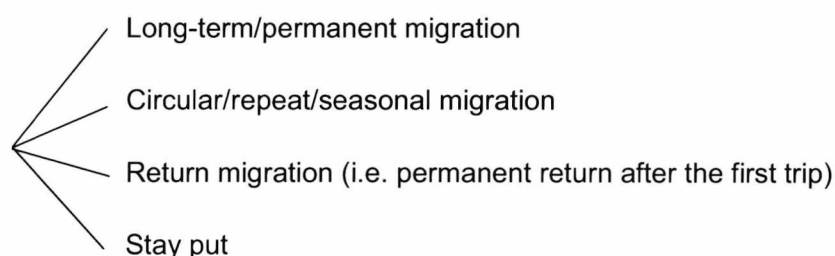 Long-term/permanent migration
Circular/repeat/seasonal migration
Return migration (i.e. permanent return after the first trip)
Stay put